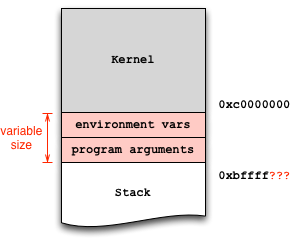 Kernel
0xc0000000
environment vars
variable
size
program arguments
0xbffff???
Stack